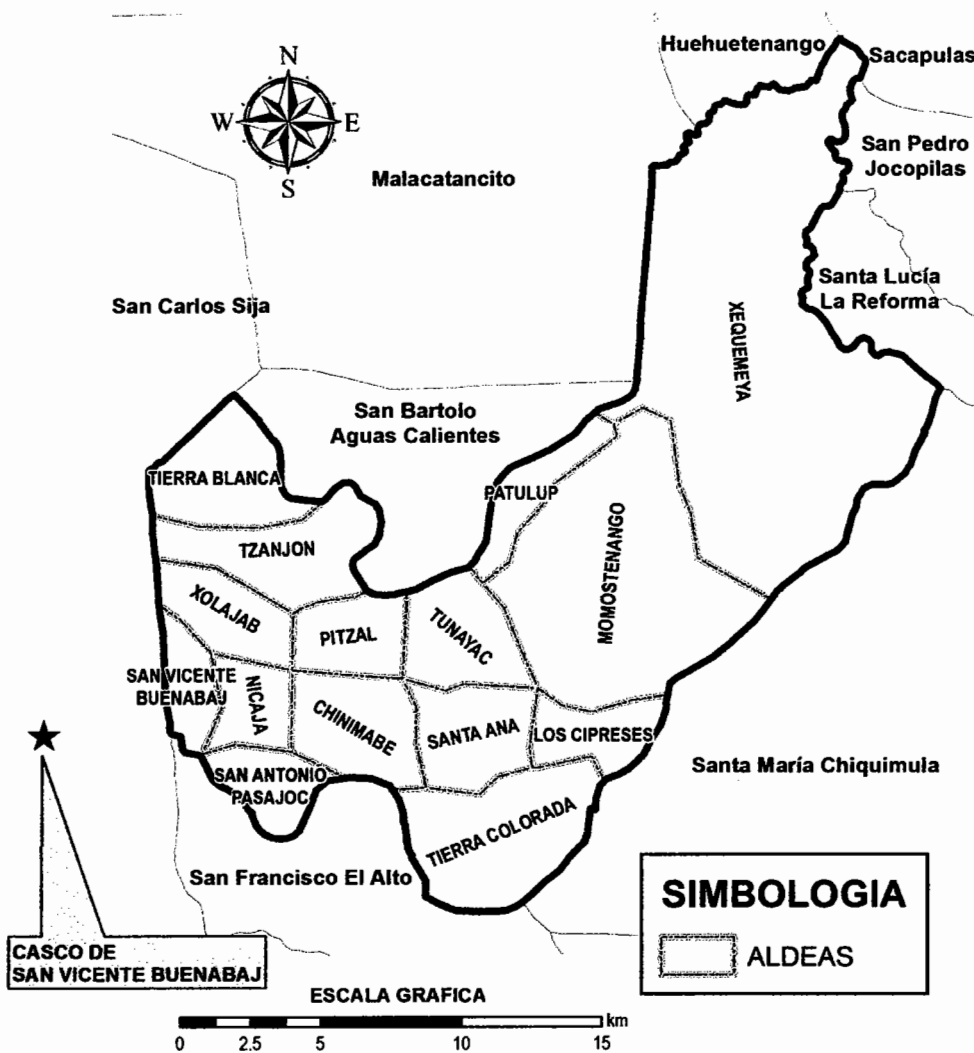 Huehuetenango
Sacapulas
N
W E
S
San Pedro
Jocopilas
Malacatancito
Santa Lucía
La Reforma
San Carlos Sija
XEQUEMEYA
San Bartolo
Aguas Calientes
TIERRA BLANCA
PATULUP
TZANJON
MOMOSTENANGO
XOLAJAB
PITZAL
TUNAYAC
SAN VICENTE
BUENABAJ
NICAJA
CHINIMABE
SANTA ANA
LOS CIPRESES
SAN ANTONIO
PASAJOC
Santa María Chiquimula
TIERRA COLORADA
San Francisco El Alto
SIMBOLOGIA
ALDEAS
CASCO DE
SAN VICENTE BUENABAJ
ESCALA GRAFICA
km
0 2.5 5 10 15